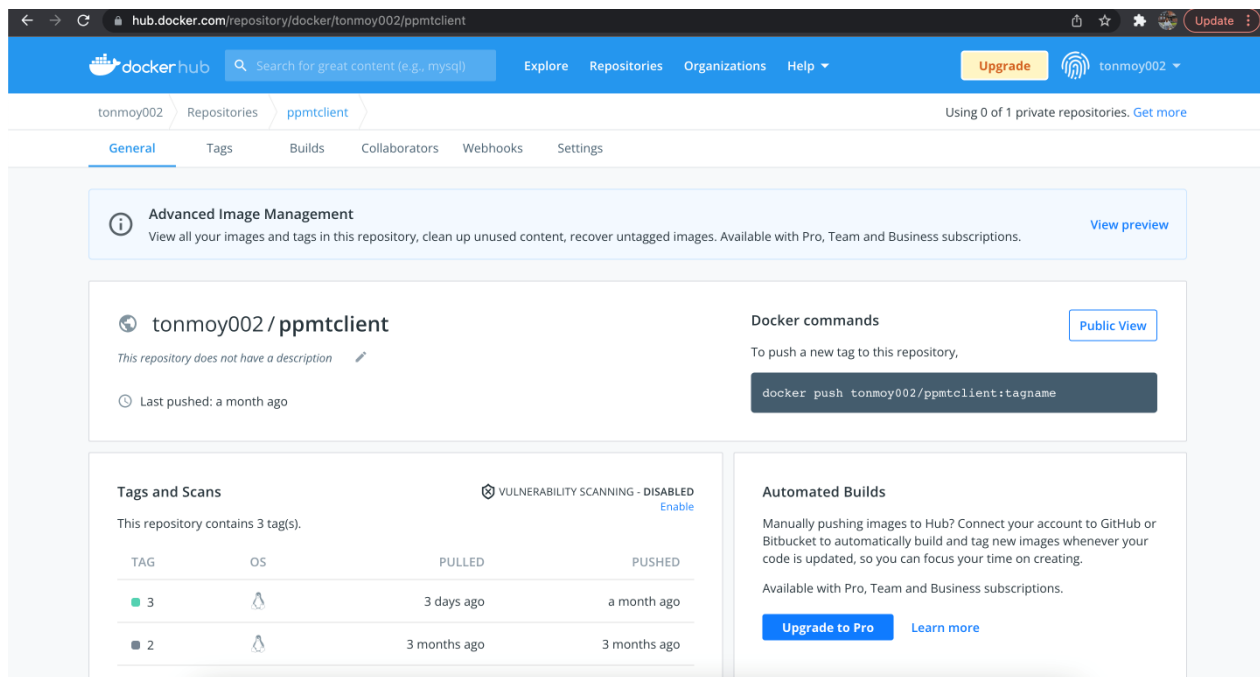 hub.docker.com/repository/docker/tonmoy002/ppmtclient
Update
dockerhub
Search for great content (e.g., mysql)
Explore
Repositories
Organizations
Help
Upgrade
tonmoy002
tonmoy002
Repositories
ppmtclient
Using 0 of 1 private repositories. Get more
General
Tags
Builds
Collaborators
Webhooks
Settings
Advanced Image Management
View all your images and tags in this repository, clean up unused content, recover untagged images. Available with Pro, Team and Business subscriptions.
View preview
tonmoy002 / ppmtclient
This repository does not have a description
Last pushed: a month ago
Docker commands
Public View
To push a new tag to this repository,
docker push tonmoy002/ppmtclient:tagname
Tags and Scans
VULNERABILITY SCANNING - DISABLED
Enable
This repository contains 3 tag(s).
TAG OS PULLED PUSHED
3 3 days ago a month ago
2 3 months ago 3 months ago
Automated Builds
Manually pushing images to Hub? Connect your account to GitHub or
Bitbucket to automatically build and tag new images whenever your
code is updated, so you can focus your time on creating.
Available with Pro, Team and Business subscriptions.
Upgrade to Pro
Learn more